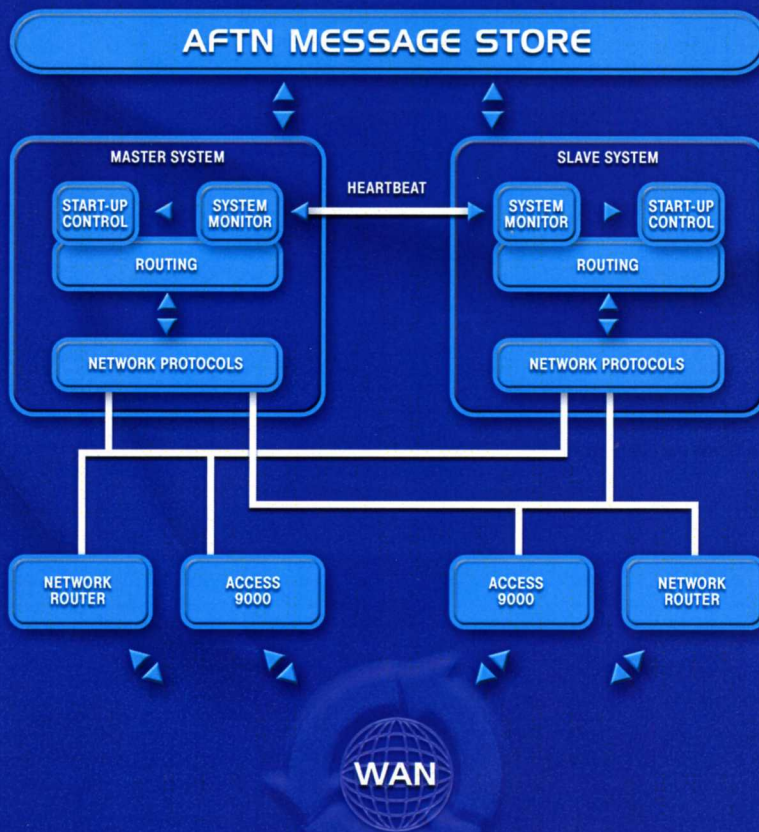 AFTN MESSAGE STORE
MASTER SYSTEM
START-UP
CONTROL
SYSTEM
MONITOR
ROUTING
NETWORK PROTOCOLS
HEARTBEAT
SLAVE SYSTEM
SYSTEM
MONITOR
START-UP
CONTROL
ROUTING
NETWORK PROTOCOLS
NETWORK
ROUTER
ACCESS
9000
ACCESS
9000
NETWORK
ROUTER
WAN